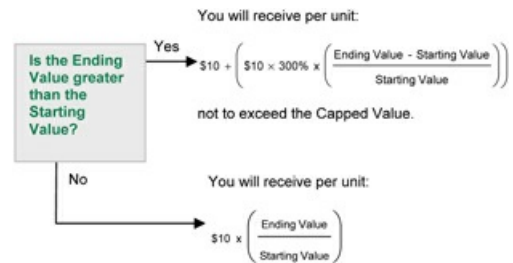 You will receive per unit:
Is the Ending
Value greater
than the
Starting
Value?
Yes
$10 + ( $10 × 300% x ( Ending Value - Starting Value
Starting Value ) )
not to exceed the Capped Value.
No
You will receive per unit:
$10 x ( Ending Value
Starting Value )